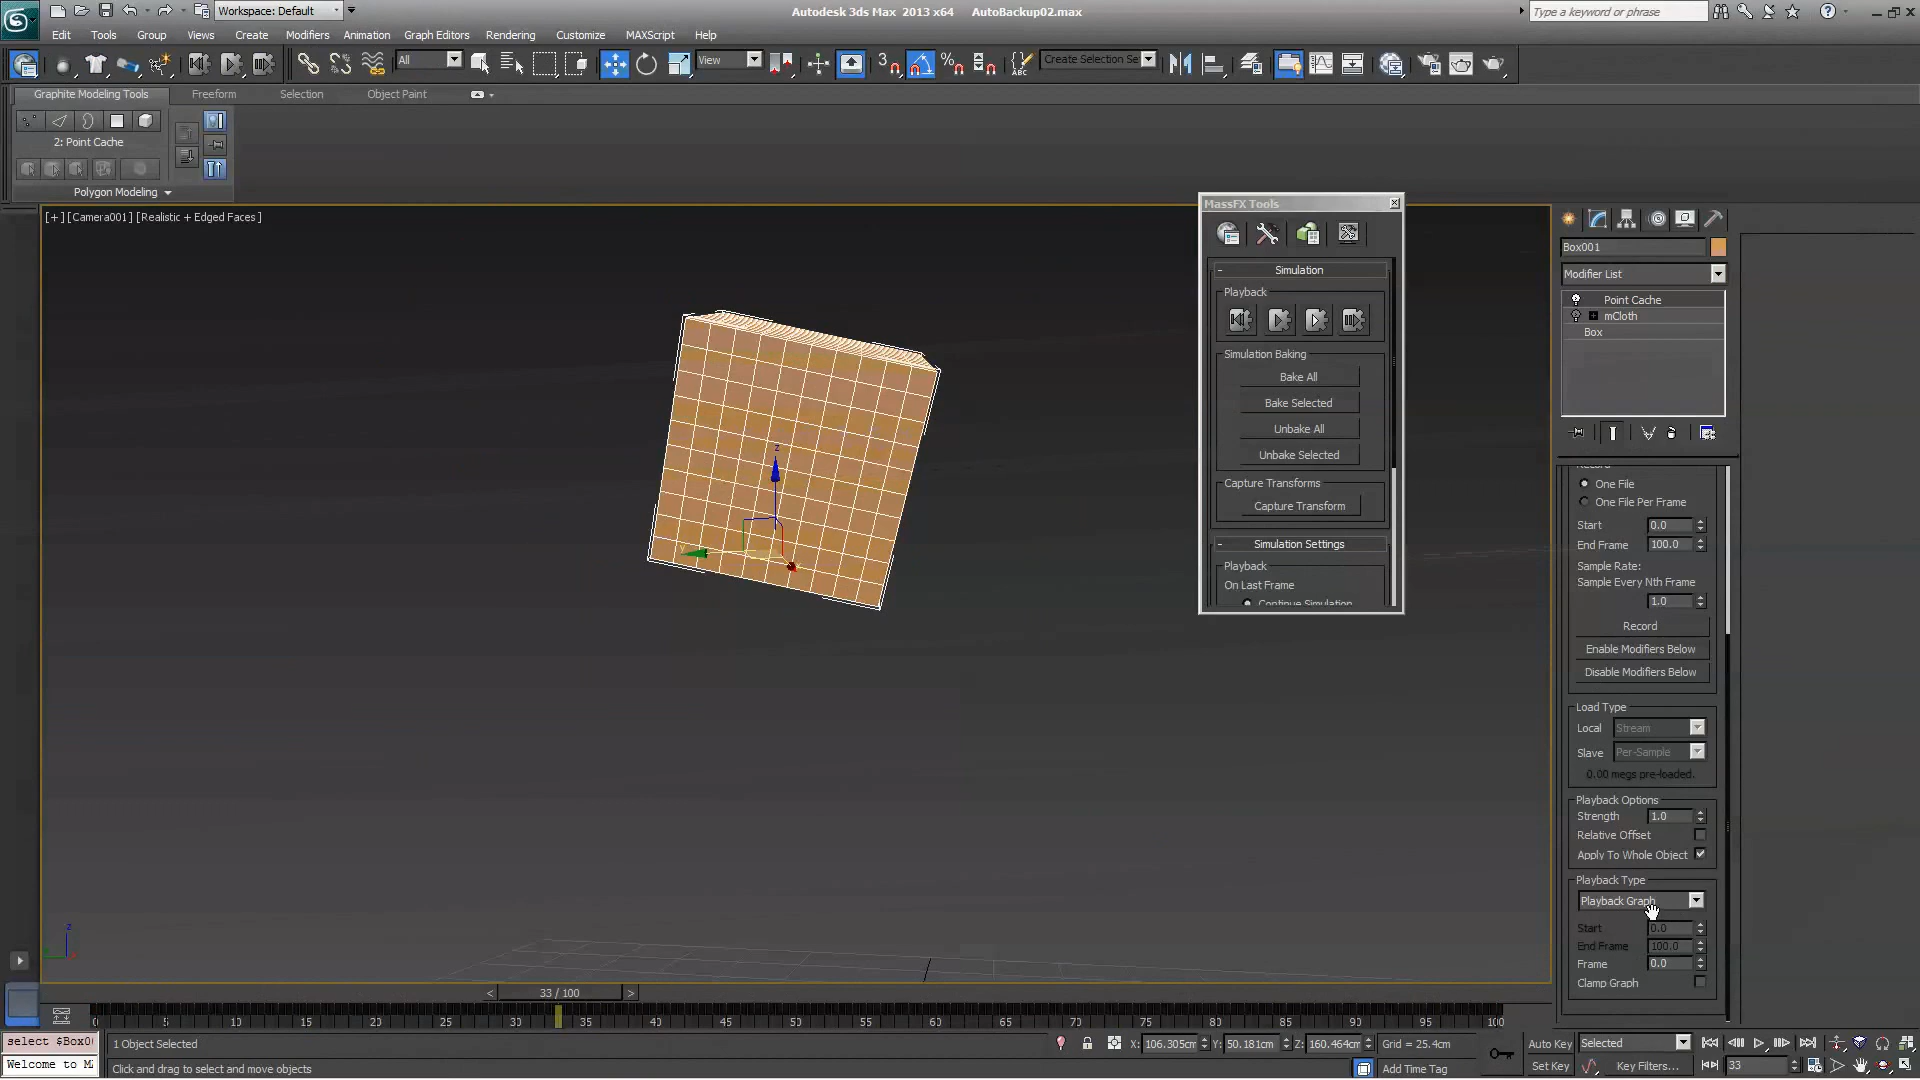 Workspace: Default
Autodesk 3ds Max 2013 x64 AutoBackup02.max
Type a keyword or phrase
Edit Tools Group Views Create Modifiers Animation Graph Editors Rendering Customize MAXScript Help
All
View
3
Create Selection Se
Graphite Modeling Tools Freeform Selection Object Paint
2: Point Cache
Polygon Modeling
[+] [Camera001] [Realistic + Edged Faces]
MassFX Tools
Simulation
Playback
Simulation Baking
Bake All
Bake Selected
Unbake All
Unbake Selected
Capture Transforms
Capture Transform
Simulation Settings
Playback
On Last Frame
Continue Simulation
Box001
Modifier List
Point Cache
mCloth
Box
Record
One File
One File Per Frame
Start 0.0
End Frame 100.0
Sample Rate:
Sample Every Nth Frame
1.0
Record
Enable Modifiers Below
Disable Modifiers Below
Load Type
Local Stream
Slave Per-Sample
0.00 megs pre-loaded.
Playback Options
Strength 1.0
Relative Offset
Apply To Whole Object
Playback Type
Playback Graph
Start 0.0
End Frame 100.0
Frame 0.0
Clamp Graph
z
y
z
< 33 / 100 >
0 5 10 15 20 25 30 35 40 45 50 55 60 65 70 75 80 85 90 95 100
select $Box0
1 Object Selected
X: 106.305cm Y: 50.181cm Z: 160.464cm Grid = 25.4cm
Auto Key Selected
Welcome to M
Click and drag to select and move objects
Add Time Tag
Set Key Key Filters... 33